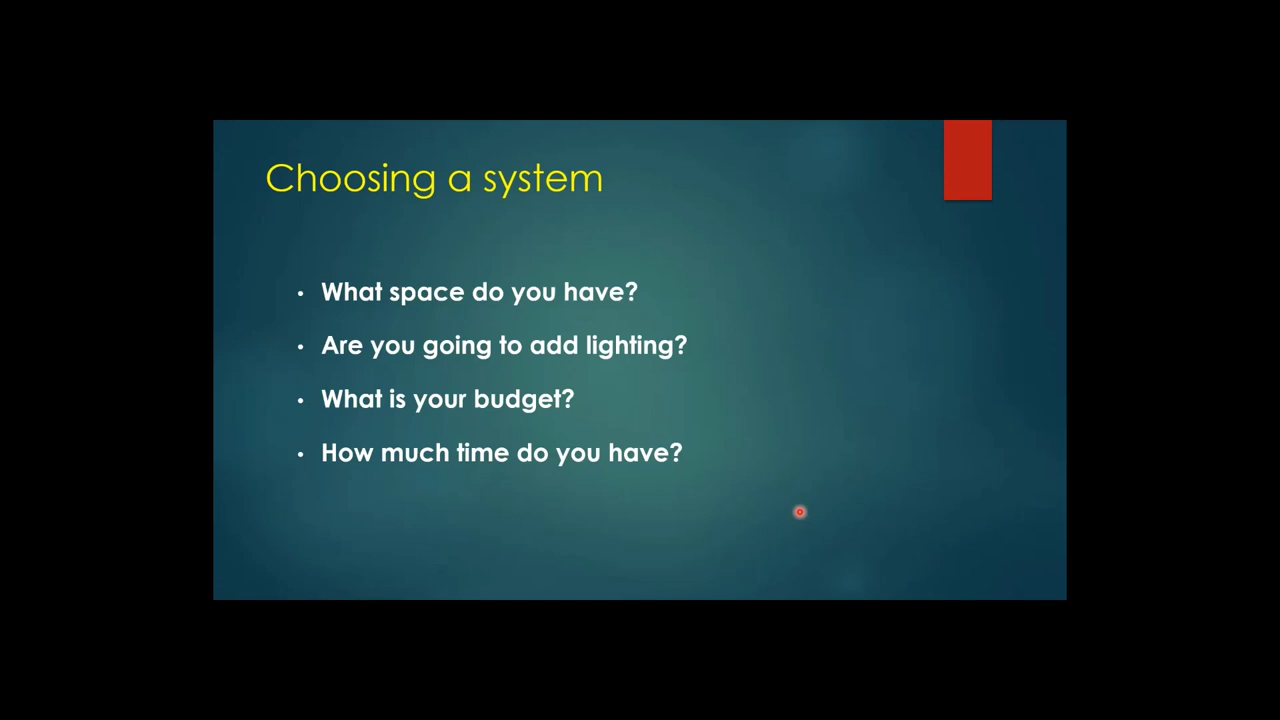 Choosing a system
• What space do you have?
• Are you going to add lighting?
• What is your budget?
• How much time do you have?